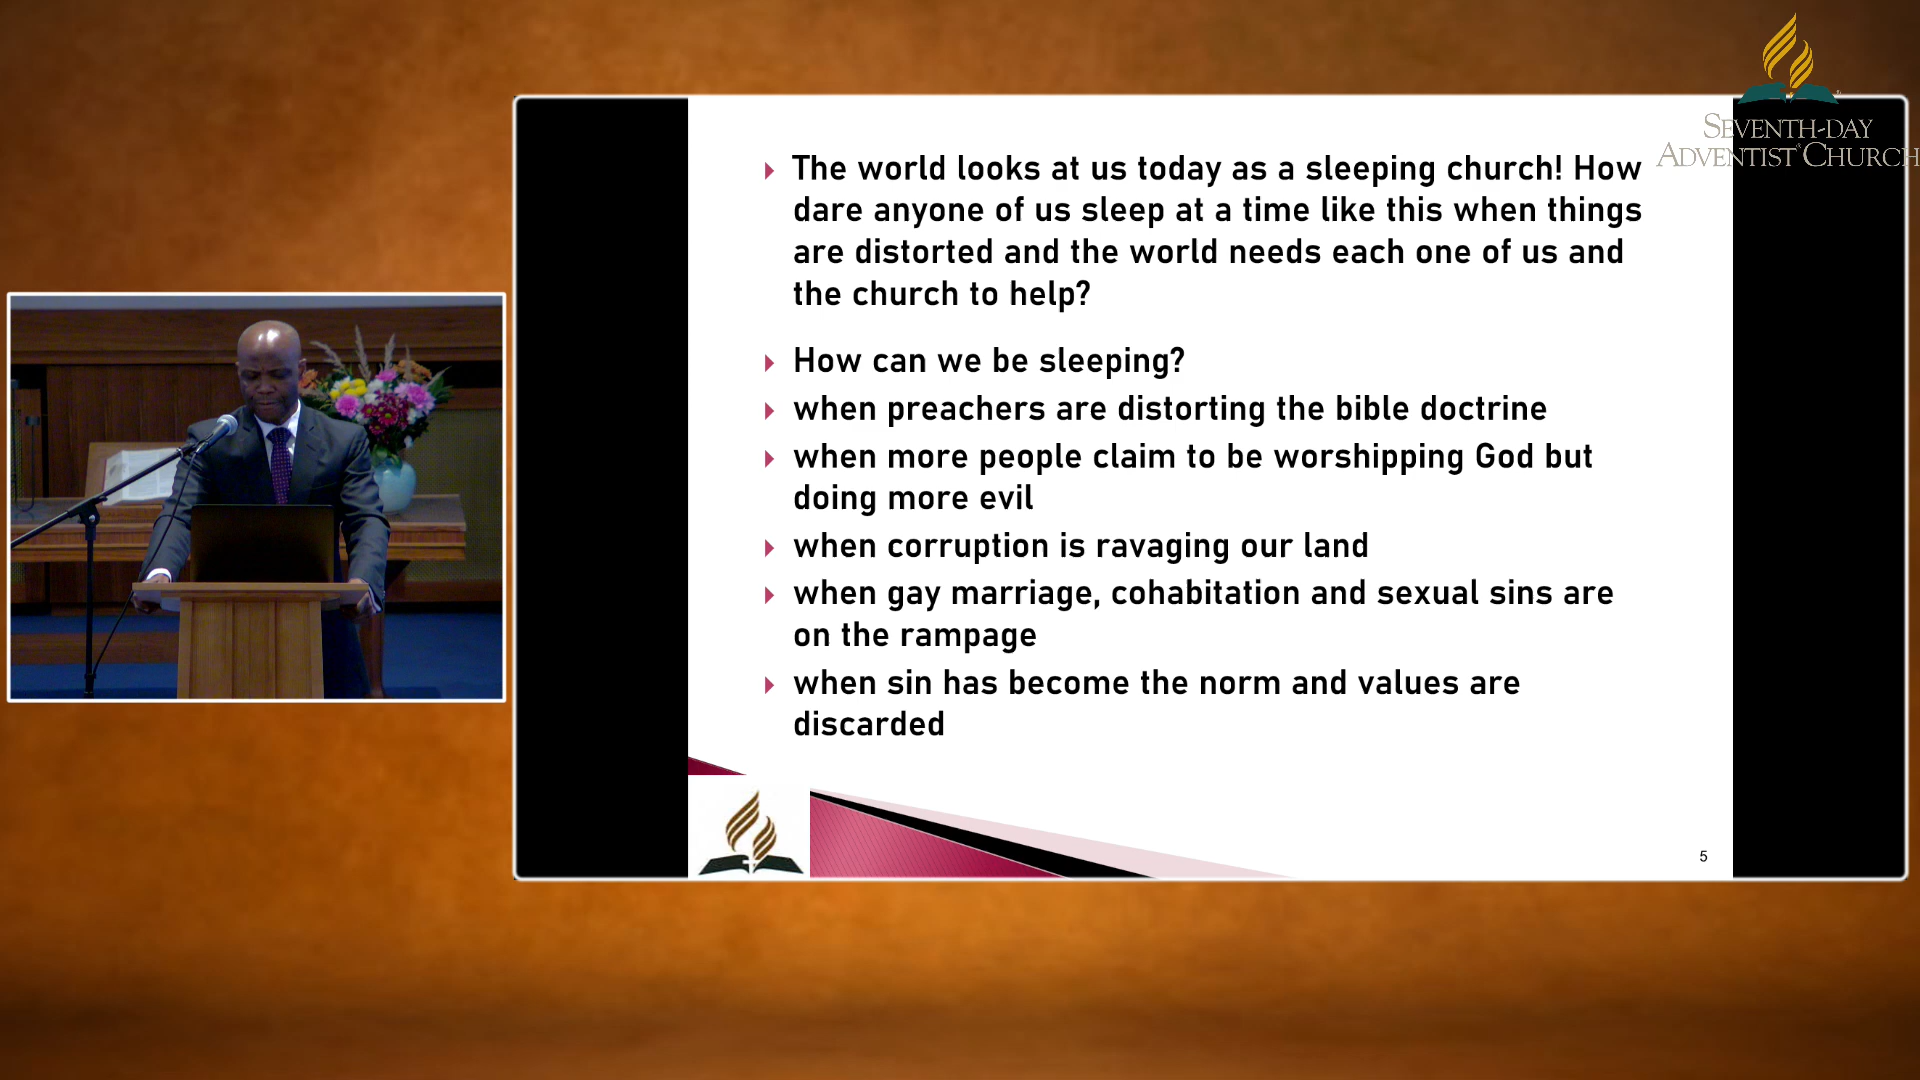 SEVENTH-DAY
ADVENTIST CHURCH
The world looks at us today as a sleeping church! How
dare anyone of us sleep at a time like this when things
are distorted and the world needs each one of us and
the church to help?
How can we be sleeping?
when preachers are distorting the bible doctrine
when more people claim to be worshipping God but
doing more evil
when corruption is ravaging our land
when gay marriage, cohabitation and sexual sins are
on the rampage
when sin has become the norm and values are
discarded
5